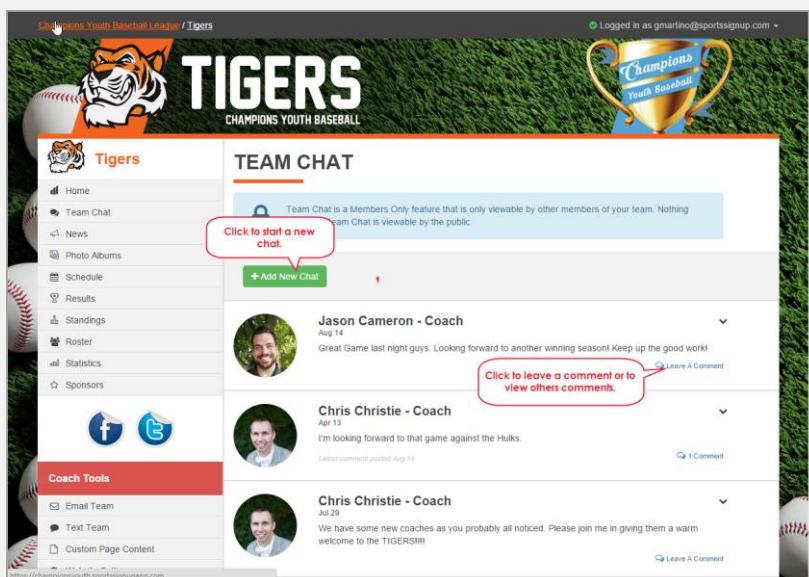 Champions Youth Baseball League / Tigers
Logged in as gmartino@sportssignup.com
TIGERS
CHAMPIONS YOUTH BASEBALL
Champions
Youth Baseball
Tigers
Home
Team Chat
News
Photo Albums
Schedule
Results
Standings
Roster
Statistics
Sponsors
Coach Tools
Email Team
Text Team
Custom Page Content
https://championsyouth.sportssignupapp.com
TEAM CHAT
Team Chat is a Members Only feature that is only viewable by other members of your team. Nothing
Team Chat is viewable by the public.
Click to start a new
chat.
+ Add New Chat
Jason Cameron - Coach
Aug 14
Great Game last night guys. Looking forward to another winning season! Keep up the good work!
Leave A Comment
Click to leave a comment or to
view others comments.
Chris Christie - Coach
Apr 13
I'm looking forward to that game against the Hulks.
Latest comment posted Aug 14
1 Comment
Chris Christie - Coach
Jul 29
We have some new coaches as you probably all noticed. Please join me in giving them a warm
welcome to the TIGERS!!!!
Leave A Comment